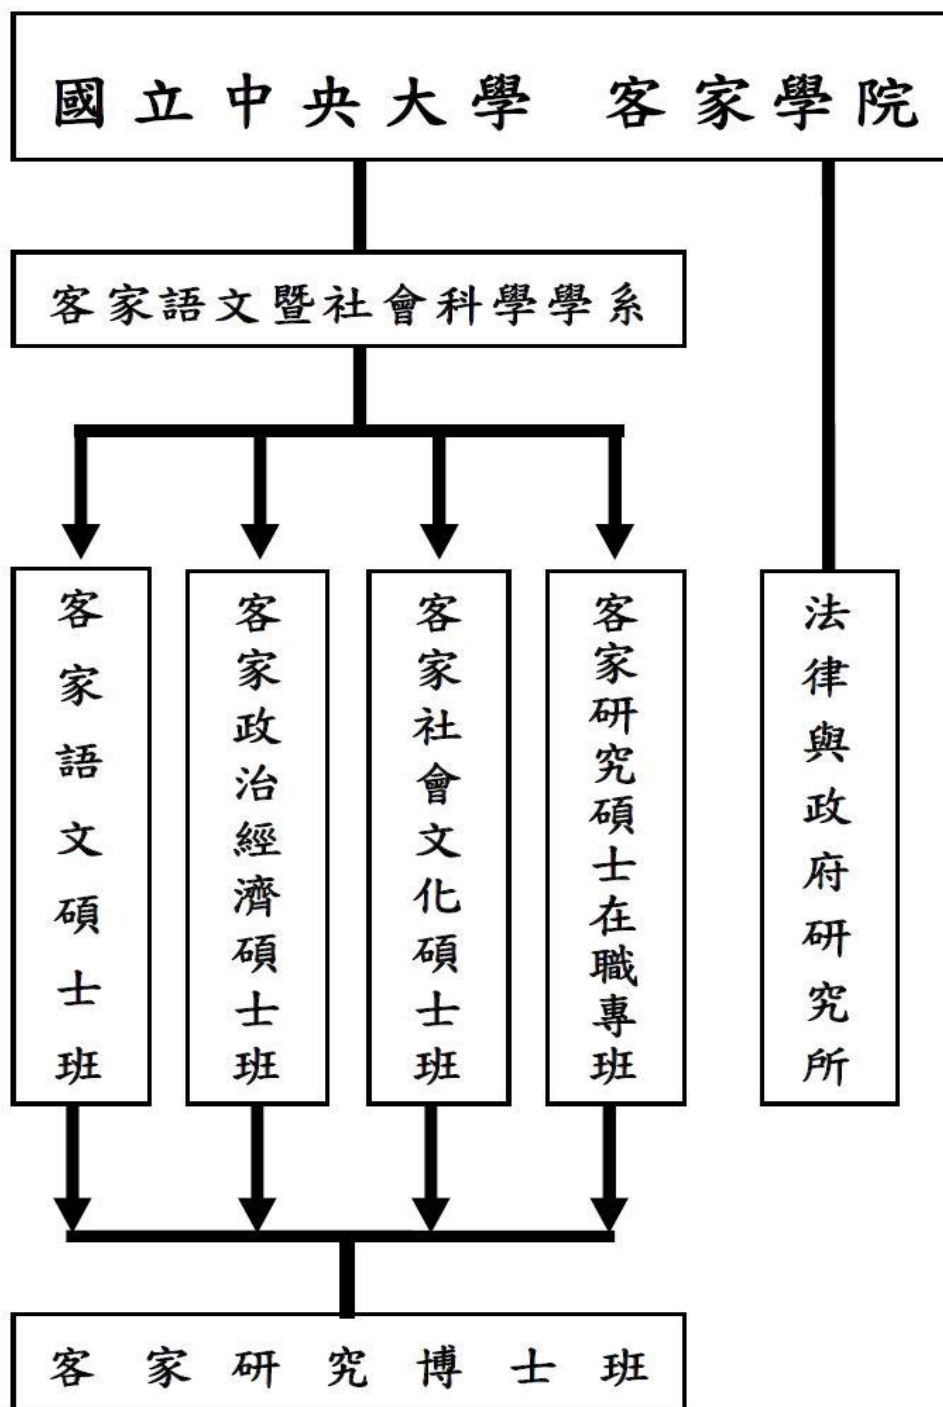 國立中央大學 客家學院
客家語文暨社會科學學系
客家語文碩士班
客家政治經濟碩士班
客家社會文化碩士班
客家研究碩士在職專班
法律與政府研究所
客家研究博士班